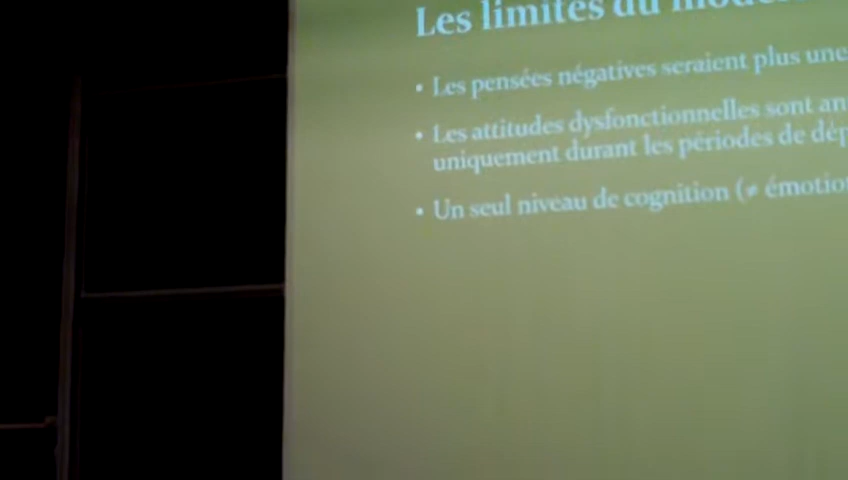 Les limites du
• Les pensées négatives seraient plus une
• Les attitudes dysfonctionnelles sont
uniquement durant les périodes de
• Un seul niveau de cognition (≠